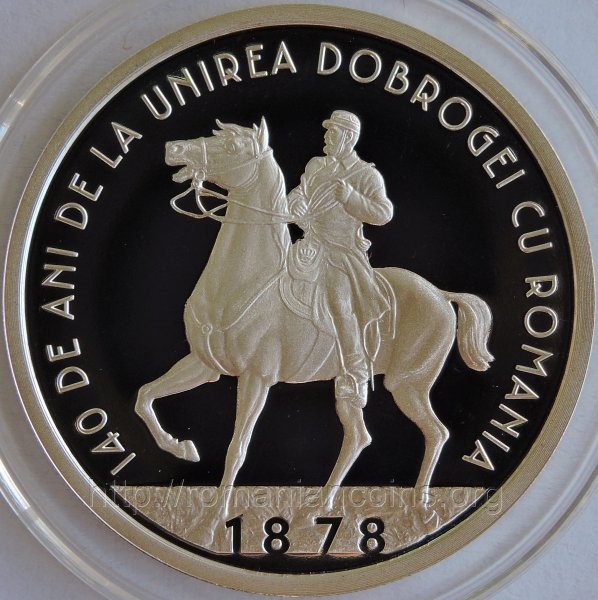 140 DE ANI DE LA UNIREA DOBROGEI CU ROMANIA
http://romaniancoins.org
1878